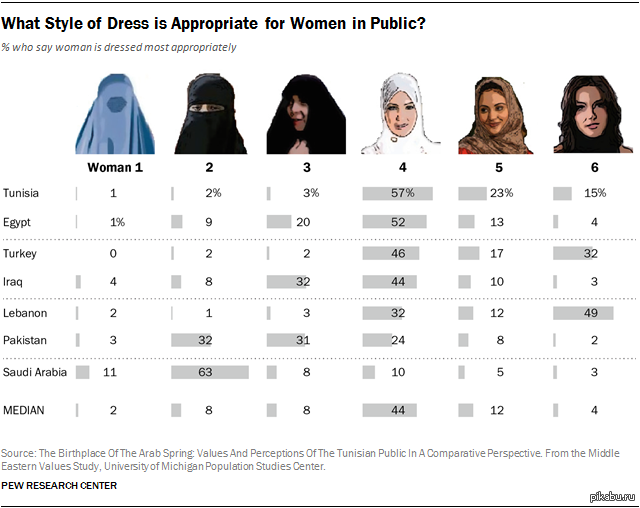 What Style of Dress is Appropriate for Women in Public?
% who say woman is dressed most appropriately
Woman 1 2 3 4 5 6
Tunisia 1 2% 3% 57% 23% 15%
Egypt 1% 9 20 52 13 4
Turkey 0 2 2 46 17 32
Iraq 4 8 32 44 10 3
Lebanon 2 1 3 32 12 49
Pakistan 3 32 31 24 8 2
Saudi Arabia 11 63 8 10 5 3
MEDIAN 2 8 8 44 12 4
Source: The Birthplace Of The Arab Spring: Values And Perceptions Of The Tunisian Public In A Comparative Perspective. From the Middle
Eastern Values Study, University of Michigan Population Studies Center.
PEW RESEARCH CENTER
pikabu.ru